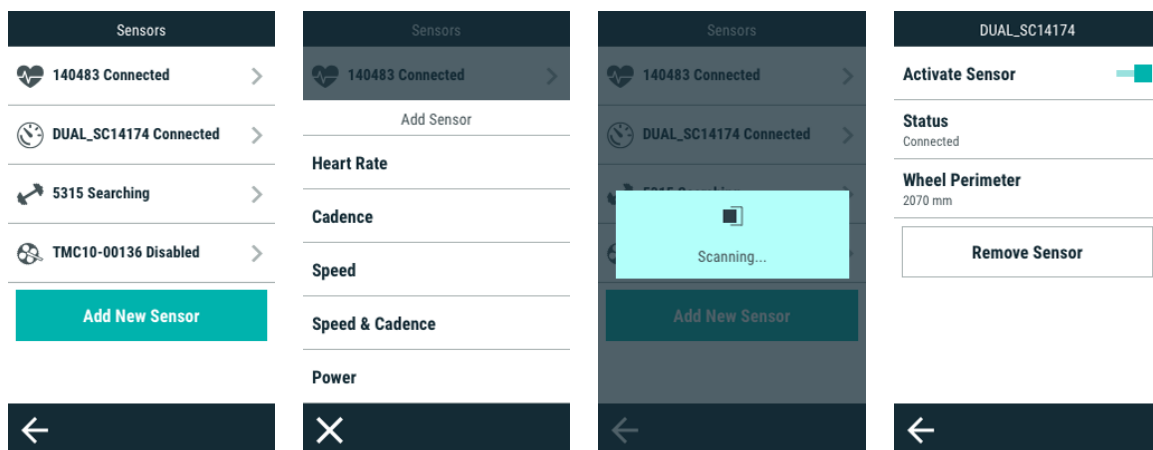 Sensors
140483 Connected
DUAL_SC14174 Connected
5315 Searching
TMC10-00136 Disabled
Add New Sensor
Sensors
140483 Connected
Add Sensor
Heart Rate
Cadence
Speed
Speed & Cadence
Power
Sensors
140483 Connected
DUAL_SC14174 Connected
Scanning...
Add New Sensor
DUAL_SC14174
Activate Sensor
Status
Connected
Wheel Perimeter
2070 mm
Remove Sensor